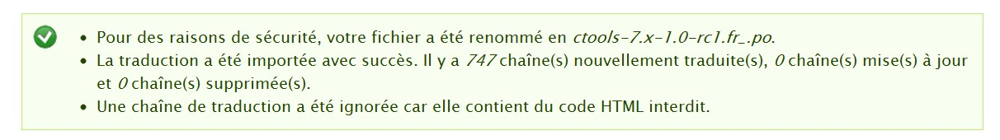 Pour des raisons de sécurité, votre fichier a été renommé en ctools-7.x-1.0-rc1.fr_.po.
La traduction a été importée avec succès. Il y a 747 chaîne(s) nouvellement traduite(s), 0 chaîne(s) mise(s) à jour
et 0 chaîne(s) supprimée(s).
Une chaîne de traduction a été ignorée car elle contient du code HTML interdit.